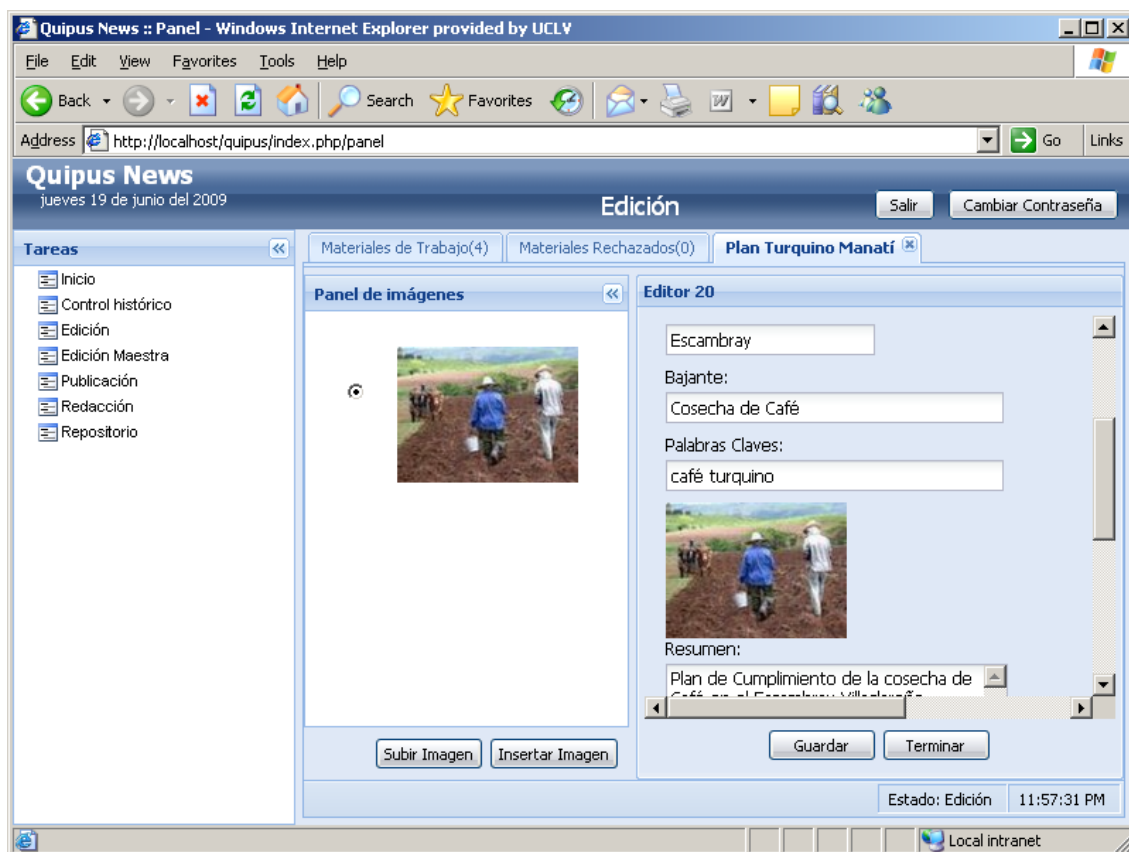 Quipus News :: Panel - Windows Internet Explorer provided by UCLV
File Edit View Favorites Tools Help
Back Search Favorites
Address http://localhost/quipus/index.php/panel Go Links
Quipus News
jueves 19 de junio del 2009
Edición Salir Cambiar Contraseña
Tareas
Inicio
Control histórico
Edición
Edición Maestra
Publicación
Redacción
Repositorio
Materiales de Trabajo(4) Materiales Rechazados(0) Plan Turquino Manatí
Panel de imágenes
Subir Imagen Insertar Imagen
Editor 20
Escambray
Bajante:
Cosecha de Café
Palabras Claves:
café turquino
Resumen:
Plan de Cumplimiento de la cosecha de
Café en el Escambray
Guardar Terminar
Estado: Edición 11:57:31 PM
Local intranet